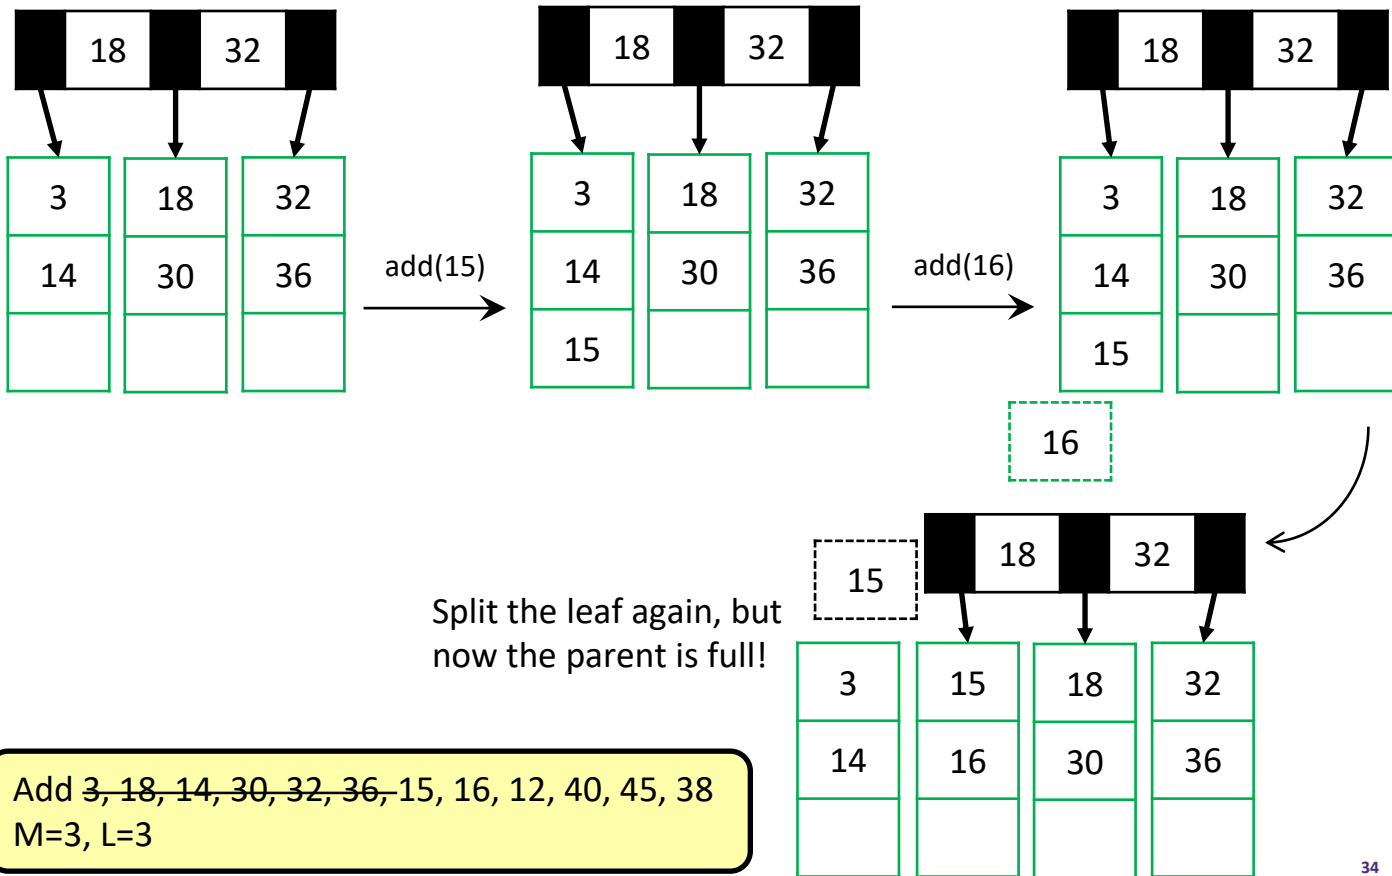 18 32
3 18 32
14 30 36
add(15)
18 32
3 18 32
14 30 36
15
add(16)
18 32
3 18 32
14 30 36
15
16
15
18 32
Split the leaf again, but
now the parent is full!
3 15 18 32
14 16 30 36
Add 3, 18, 14, 30, 32, 36, 15, 16, 12, 40, 45, 38
M=3, L=3
34